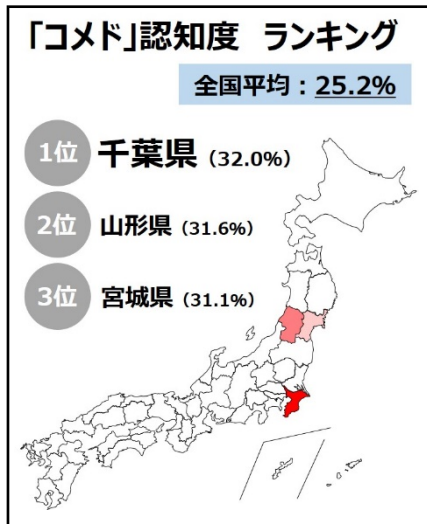 「コメド」認知度 ランキング
全国平均：25.2%
1位 千葉県（32.0%）
2位 山形県（31.6%）
3位 宮城県（31.1%）